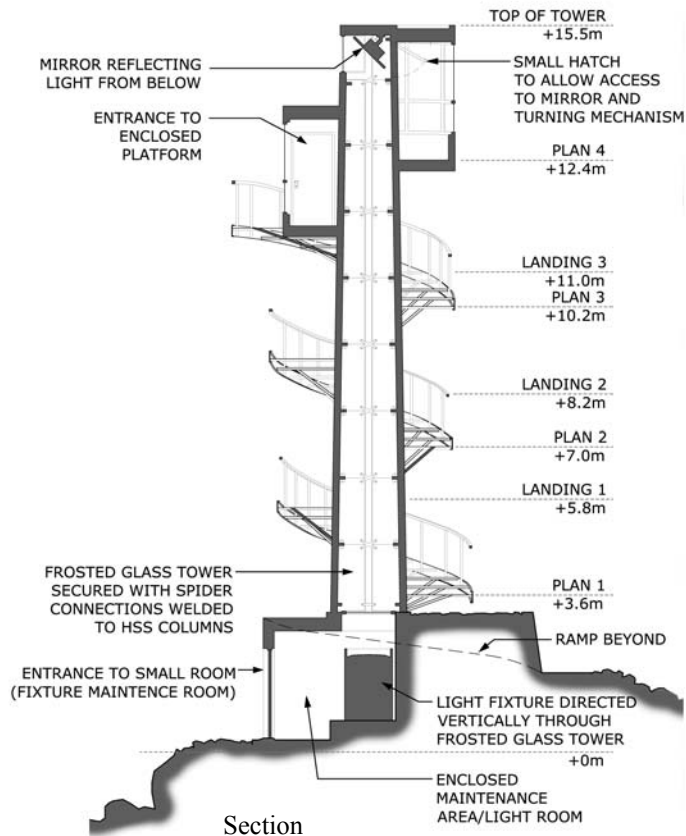 TOP OF TOWER
+15.5m
MIRROR REFLECTING
LIGHT FROM BELOW
SMALL HATCH
TO ALLOW ACCESS
TO MIRROR AND
TURNING MECHANISM
ENTRANCE TO
ENCLOSED
PLATFORM
PLAN 4
+12.4m
LANDING 3
+11.0m
PLAN 3
+10.2m
LANDING 2
+8.2m
PLAN 2
+7.0m
LANDING 1
+5.8m
FROSTED GLASS TOWER
SECURED WITH SPIDER
CONNECTIONS WELDED
TO HSS COLUMNS
PLAN 1
+3.6m
RAMP BEYOND
ENTRANCE TO SMALL ROOM
(FIXTURE MAINTENCE ROOM)
LIGHT FIXTURE DIRECTED
VERTICALLY THROUGH
FROSTED GLASS TOWER
+0m
ENCLOSED
MAINTENANCE
AREA/LIGHT ROOM
Section